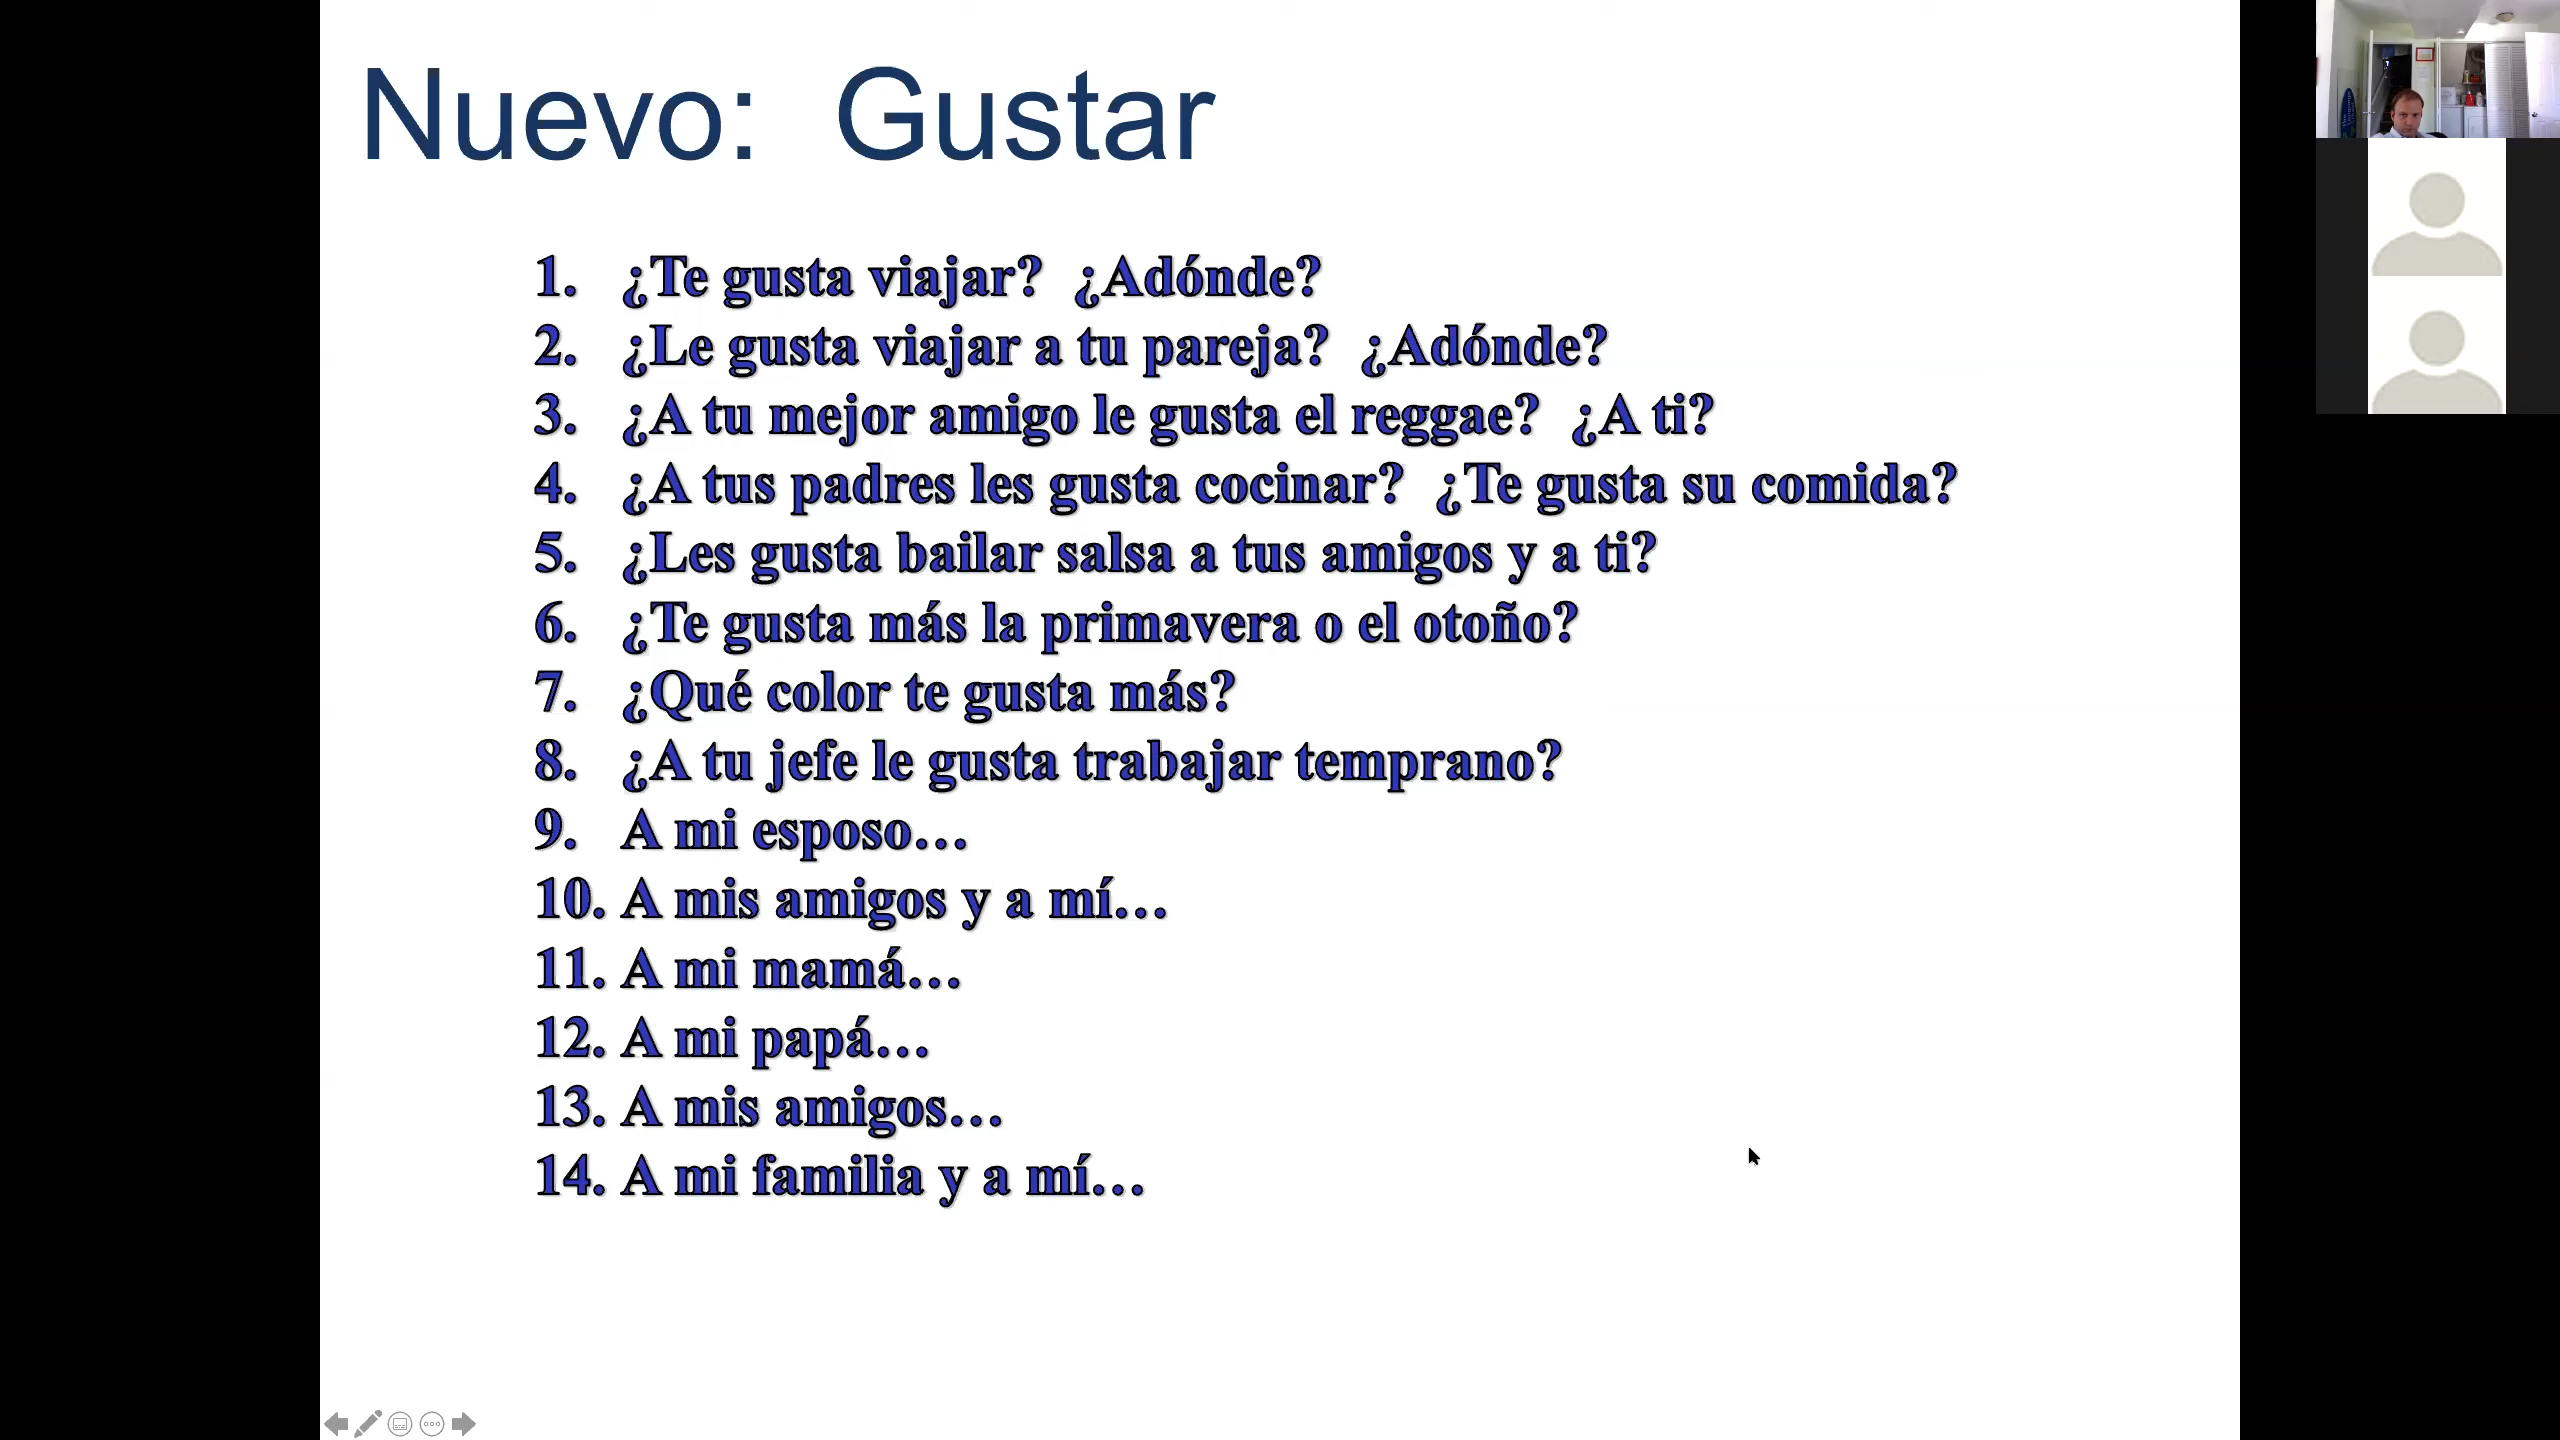 Nuevo: Gustar
1. ¿Te gusta viajar? ¿Adónde?
2. ¿Le gusta viajar a tu pareja? ¿Adónde?
3. ¿A tu mejor amigo le gusta el reggae? ¿A ti?
4. ¿A tus padres les gusta cocinar? ¿Te gusta su comida?
5. ¿Les gusta bailar salsa a tus amigos y a ti?
6. ¿Te gusta más la primavera o el otoño?
7. ¿Qué color te gusta más?
8. ¿A tu jefe le gusta trabajar temprano?
9. A mi esposo…
10. A mis amigos y a mí…
11. A mi mamá…
12. A mi papá…
13. A mis amigos…
14. A mi familia y a mí…